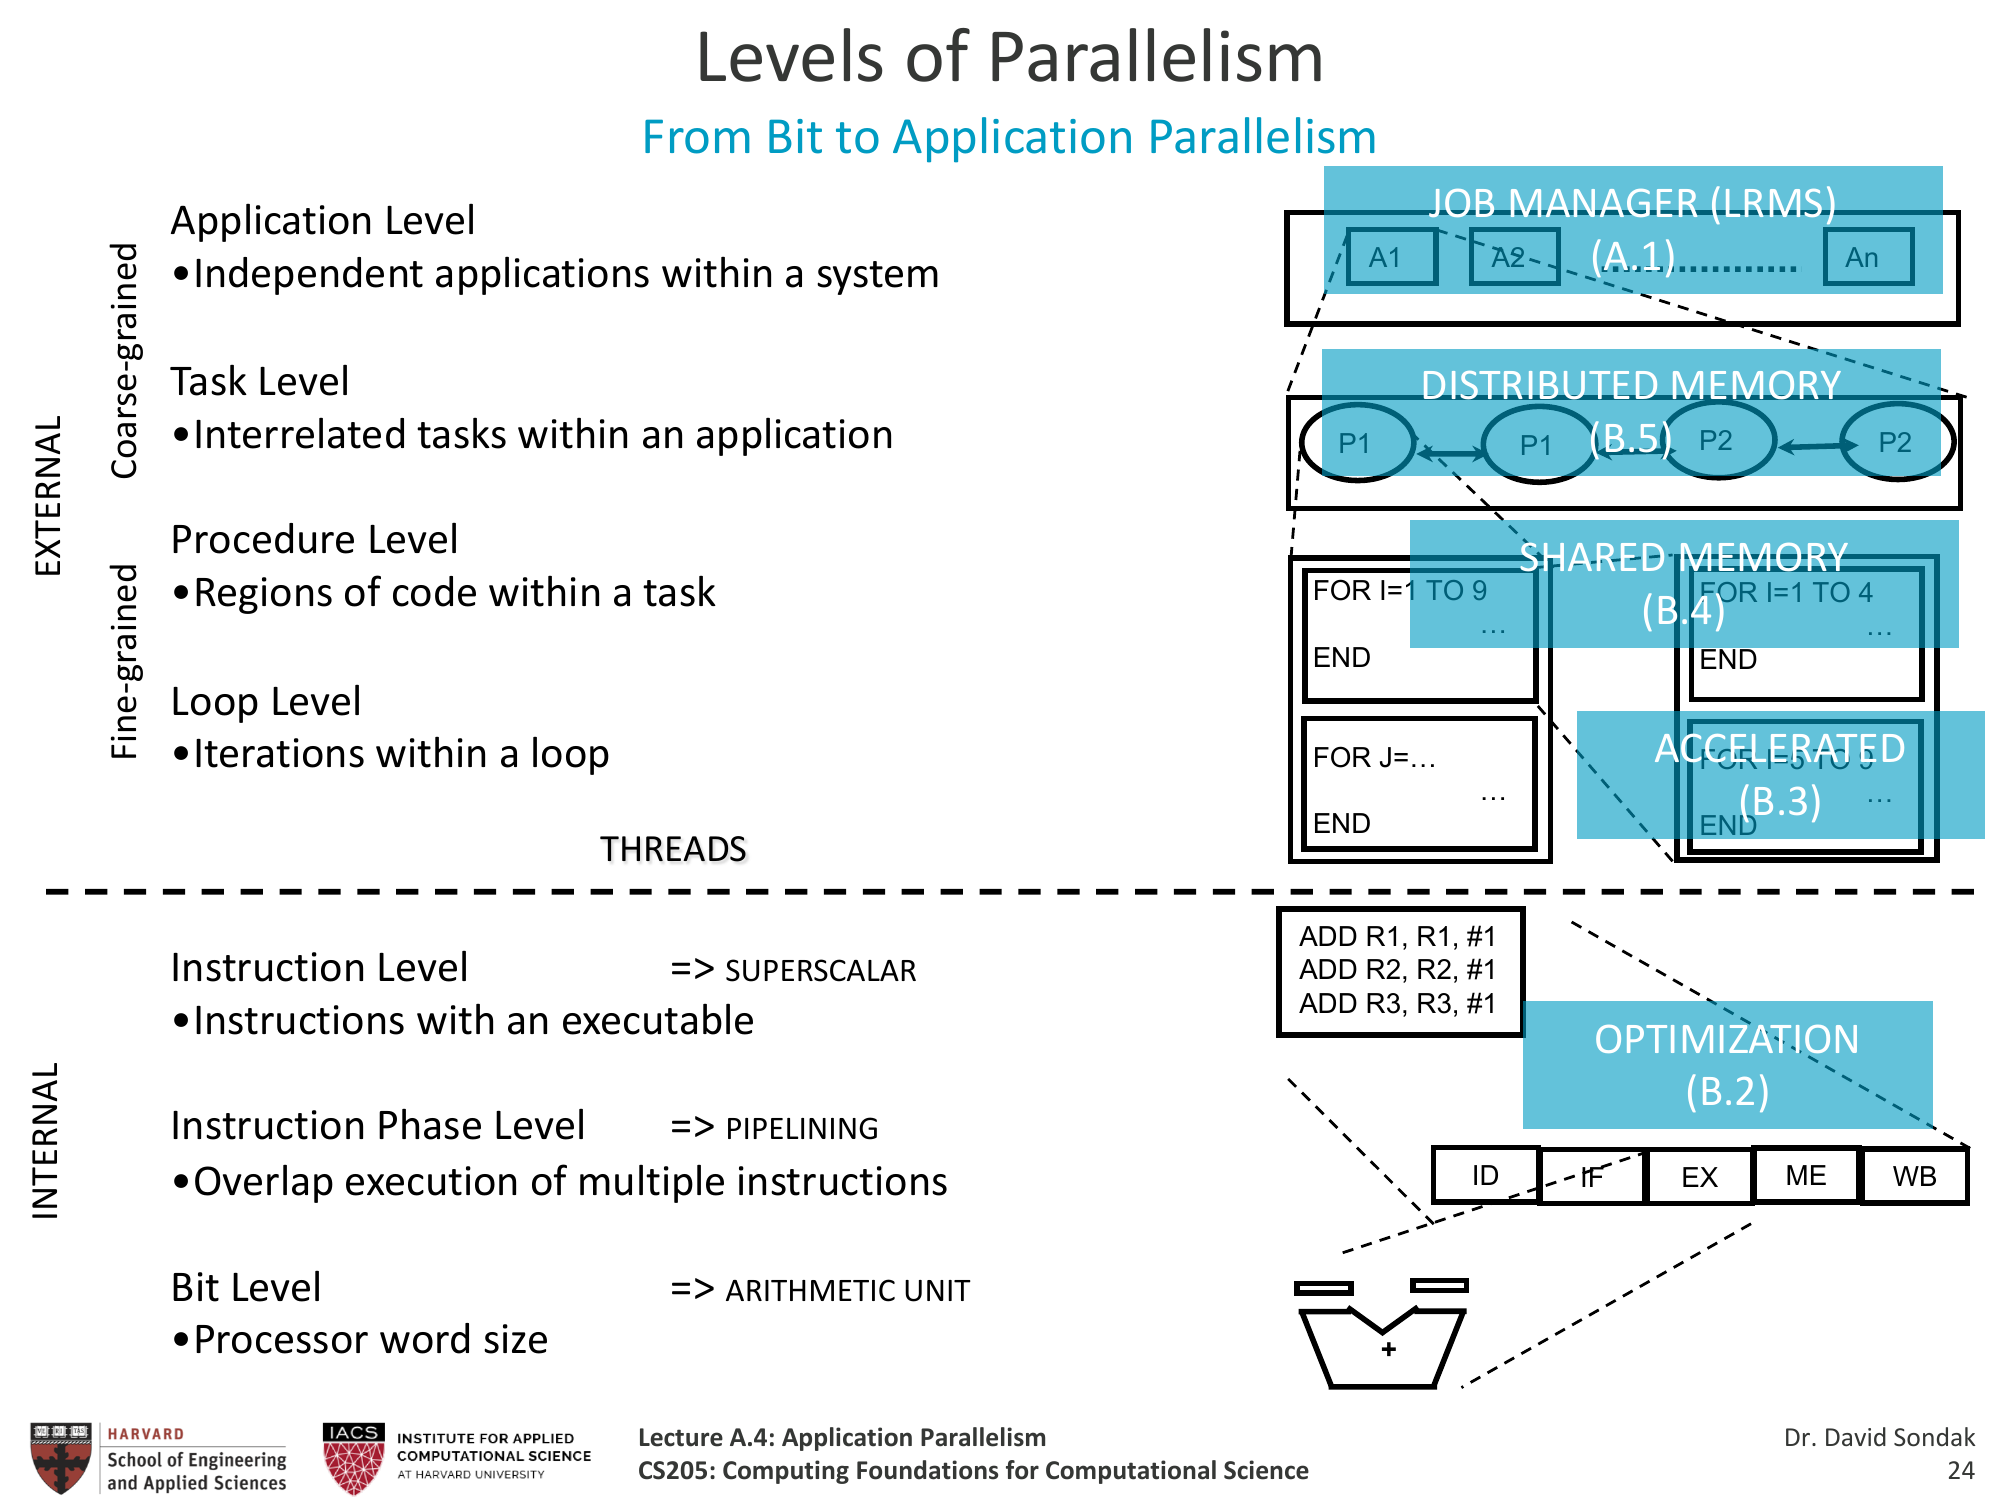 Levels of Parallelism
From Bit to Application Parallelism
EXTERNAL
Coarse-grained
Fine-grained
Application Level
•Independent applications within a system
Task Level
•Interrelated tasks within an application
Procedure Level
•Regions of code within a task
Loop Level
•Iterations within a loop
THREADS
JOB MANAGER (LRMS)
(A.1)
A1 A2 .................. An
DISTRIBUTED MEMORY
(B.5)
P1 P1 P2 P2
SHARED MEMORY
(B.4)
FOR I=1 TO 9
...
END
FOR J=...
...
END
FOR I=1 TO 4
...
END
ACCELERATED
(B.3)
FOR I=5 TO 9
...
END
INTERNAL
Instruction Level => SUPERSCALAR
•Instructions with an executable
Instruction Phase Level => PIPELINING
•Overlap execution of multiple instructions
Bit Level => ARITHMETIC UNIT
•Processor word size
ADD R1, R1, #1
ADD R2, R2, #1
ADD R3, R3, #1
OPTIMIZATION
(B.2)
ID IF EX ME WB
+
HARVARD
School of Engineering
and Applied Sciences
IACS
INSTITUTE FOR APPLIED
COMPUTATIONAL SCIENCE
AT HARVARD UNIVERSITY
Lecture A.4: Application Parallelism
CS205: Computing Foundations for Computational Science
Dr. David Sondak
24